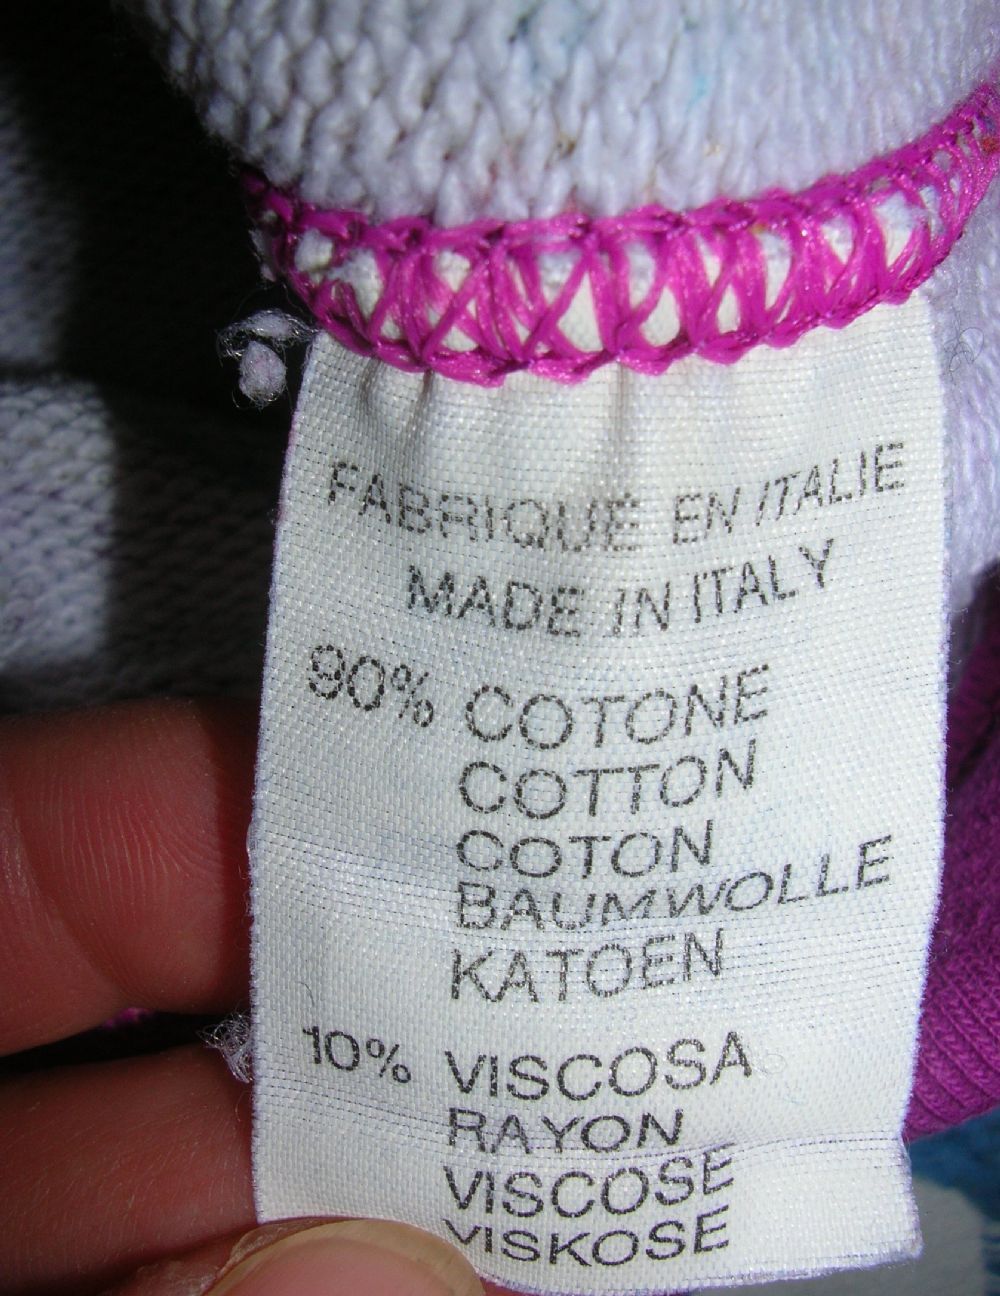 FABRIQUÉ EN ITALIE
MADE IN ITALY
90% COTONE
COTTON
COTON
BAUMWOLLE
KATOEN
10% VISCOSA
RAYON
VISCOSE
VISKOSE